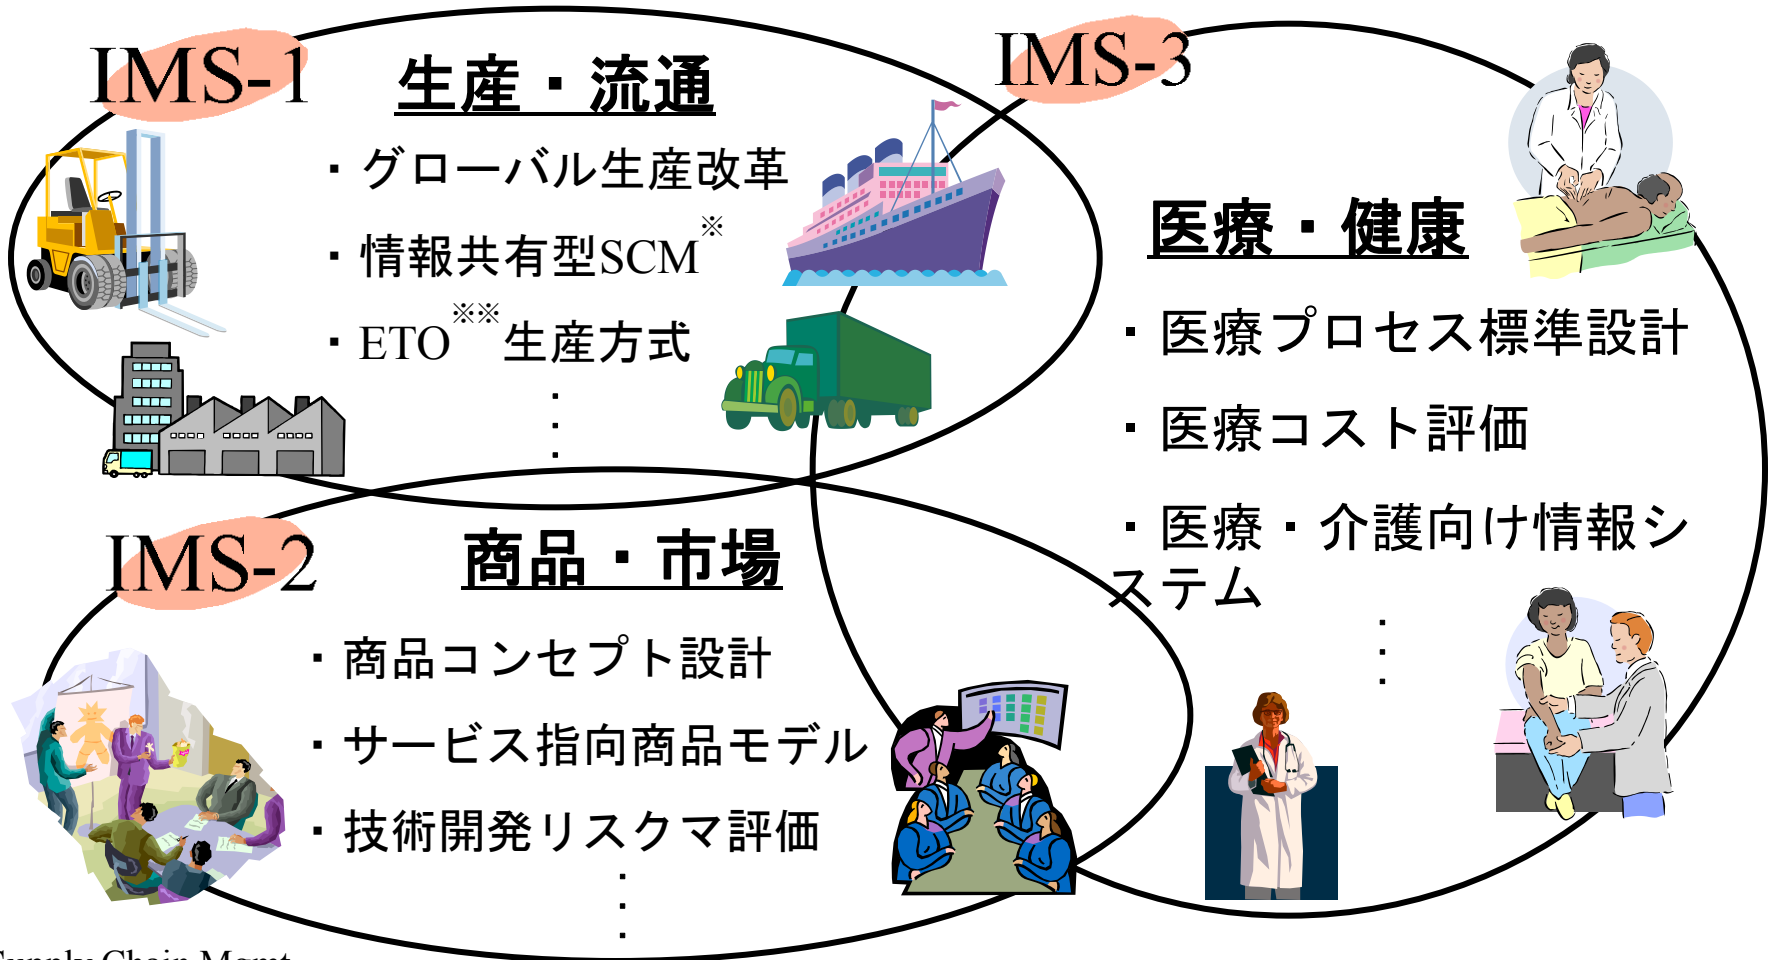 IMS-1
生産・流通
・グローバル生産改革
・情報共有型SCM※
・ETO※※生産方式
・
・
・
IMS-2
商品・市場
・商品コンセプト設計
・サービス指向商品モデル
・技術開発リスクマ評価
・
・
・
IMS-3
医療・健康
・医療プロセス標準設計
・医療コスト評価
・医療・介護向け情報シ
ステム
・
・
・
Supply Chain Mgmt